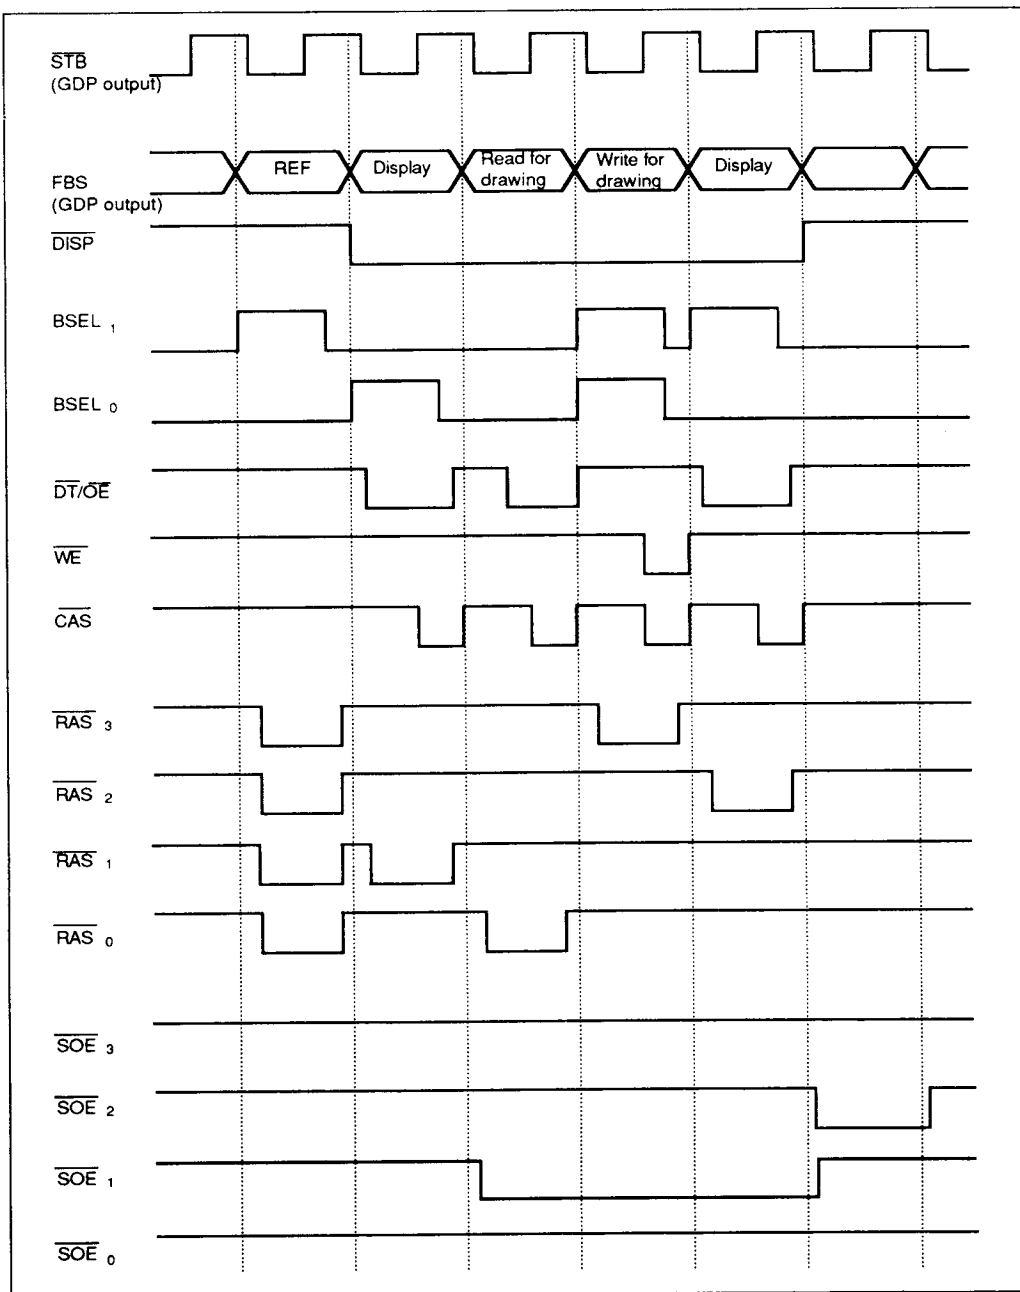 STB
(GDP output)
FBS
(GDP output)
REF
Display
Read for
drawing
Write for
drawing
Display
DISP
BSEL 1
BSEL 0
DT/OE
WE
CAS
RAS 3
RAS 2
RAS 1
RAS 0
SOE 3
SOE 2
SOE 1
SOE 0